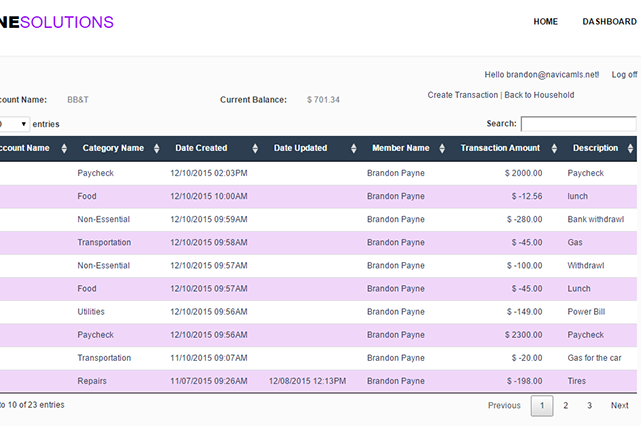 NESOLUTIONS HOME DASHBOARD
Hello brandon@navicamls.net! Log off
count Name: BB&T Current Balance: $ 701.34 Create Transaction | Back to Household
entries Search:
ccount Name Category Name Date Created Date Updated Member Name Transaction Amount Description
Paycheck 12/10/2015 02:03PM Brandon Payne $ 2000.00 Paycheck
Food 12/10/2015 10:00AM Brandon Payne $ -12.56 lunch
Non-Essential 12/10/2015 09:59AM Brandon Payne $ -280.00 Bank withdrawl
Transportation 12/10/2015 09:58AM Brandon Payne $ -45.00 Gas
Non-Essential 12/10/2015 09:57AM Brandon Payne $ -100.00 Withdrawl
Food 12/10/2015 09:57AM Brandon Payne $ -45.00 Lunch
Utilities 12/10/2015 09:56AM Brandon Payne $ -149.00 Power Bill
Paycheck 12/10/2015 09:56AM Brandon Payne $ 2300.00 Paycheck
Transportation 11/10/2015 09:07AM Brandon Payne $ -20.00 Gas for the car
Repairs 11/07/2015 09:26AM 12/08/2015 12:13PM Brandon Payne $ -198.00 Tires
to 10 of 23 entries Previous 1 2 3 Next